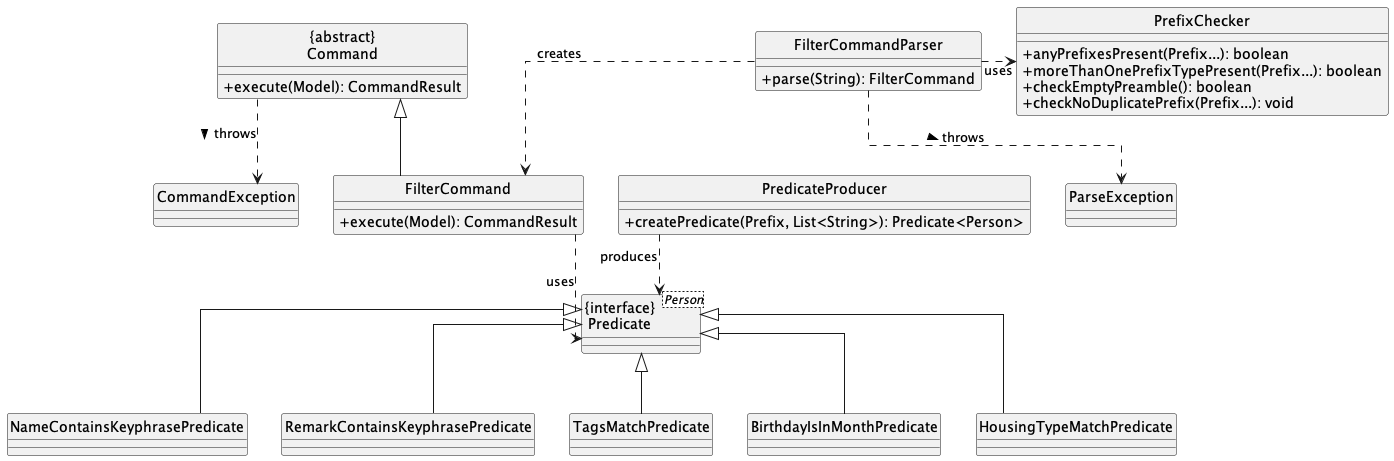 {abstract}
Command
+execute(Model): CommandResult
FilterCommandParser
+parse(String): FilterCommand
PrefixChecker
+anyPrefixesPresent(Prefix...): boolean
+moreThanOnePrefixTypePresent(Prefix...): boolean
+checkEmptyPreamble(): boolean
+checkNoDuplicatePrefix(Prefix...): void
creates
uses
throws
throws
CommandException
FilterCommand
+execute(Model): CommandResult
PredicateProducer
+createPredicate(Prefix, List<String>): Predicate<Person>
ParseException
produces
uses
Person
{interface}
Predicate
NameContainsKeyphrasePredicate
RemarkContainsKeyphrasePredicate
TagsMatchPredicate
BirthdayIsInMonthPredicate
HousingTypeMatchPredicate